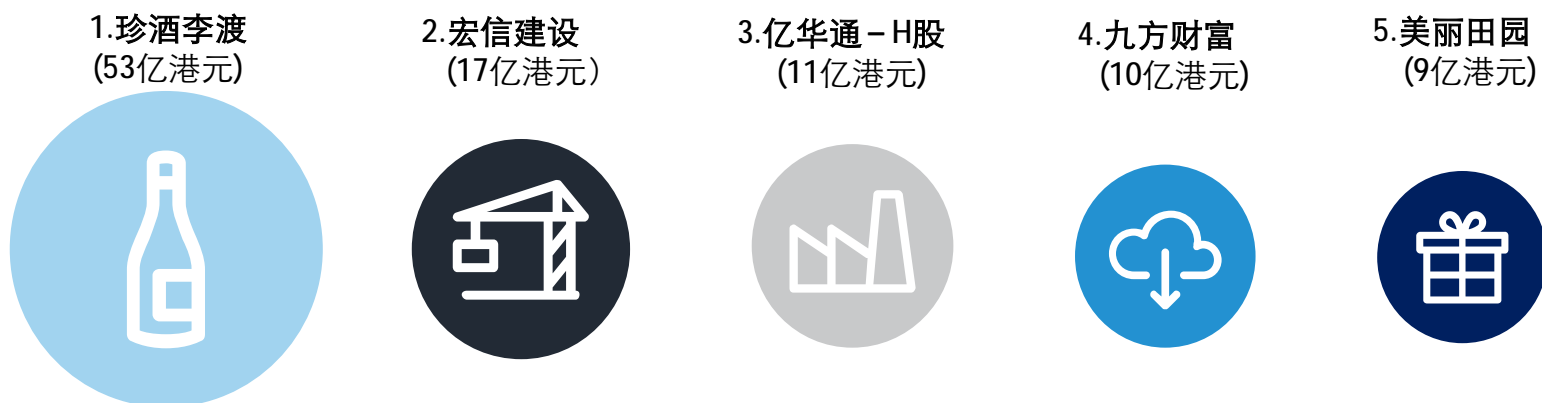 1.珍酒李渡
(53亿港元)
2.宏信建设
(17亿港元）
3.亿华通－H股
(11亿港元)
4.九方财富
(10亿港元)
5.美丽田园
(9亿港元)